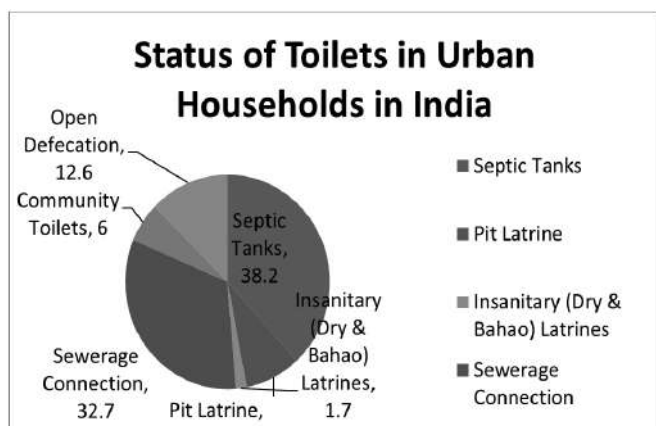 Status of Toilets in Urban
Households in India
Open
Defecation,
12.6
Community
Toilets, 6
Septic
Tanks,
38.2
Insanitary
(Dry &
Bahao)
Latrines,
1.7
Sewerage
Connection,
32.7
Pit Latrine,
Septic Tanks
Pit Latrine
Insanitary (Dry &
Bahao) Latrines
Sewerage
Connection